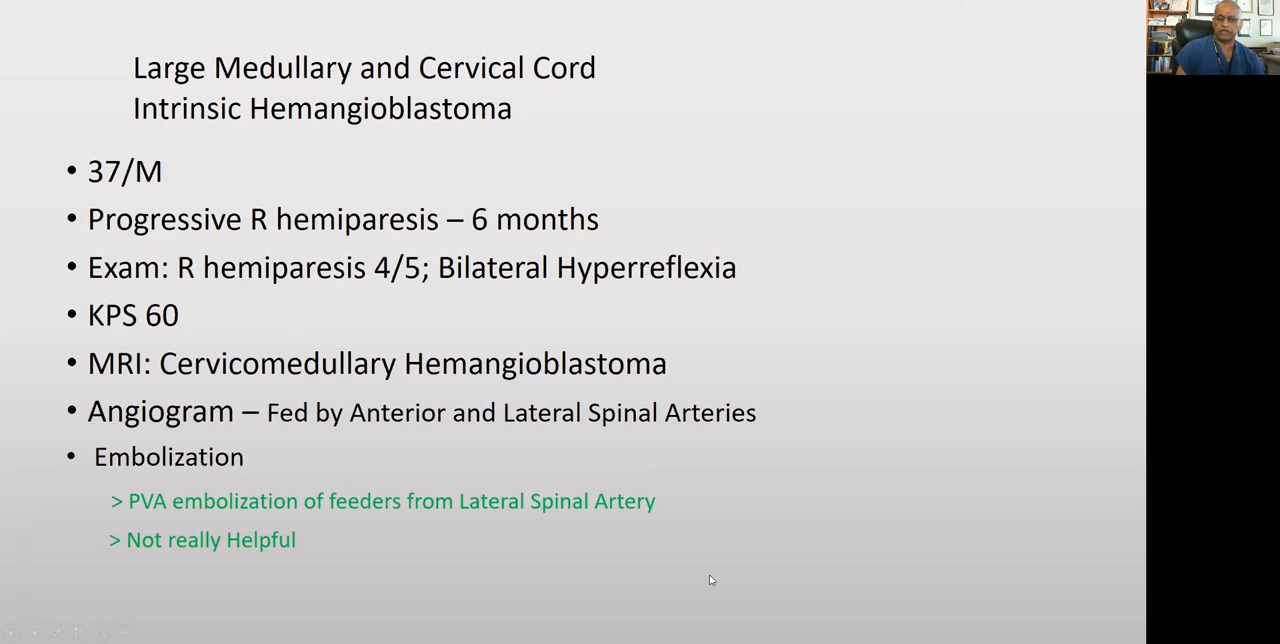 Large Medullary and Cervical Cord
Intrinsic Hemangioblastoma
• 37/M
• Progressive R hemiparesis – 6 months
• Exam: R hemiparesis 4/5; Bilateral Hyperreflexia
• KPS 60
• MRI: Cervicomedullary Hemangioblastoma
• Angiogram – Fed by Anterior and Lateral Spinal Arteries
• Embolization
> PVA embolization of feeders from Lateral Spinal Artery
> Not really Helpful